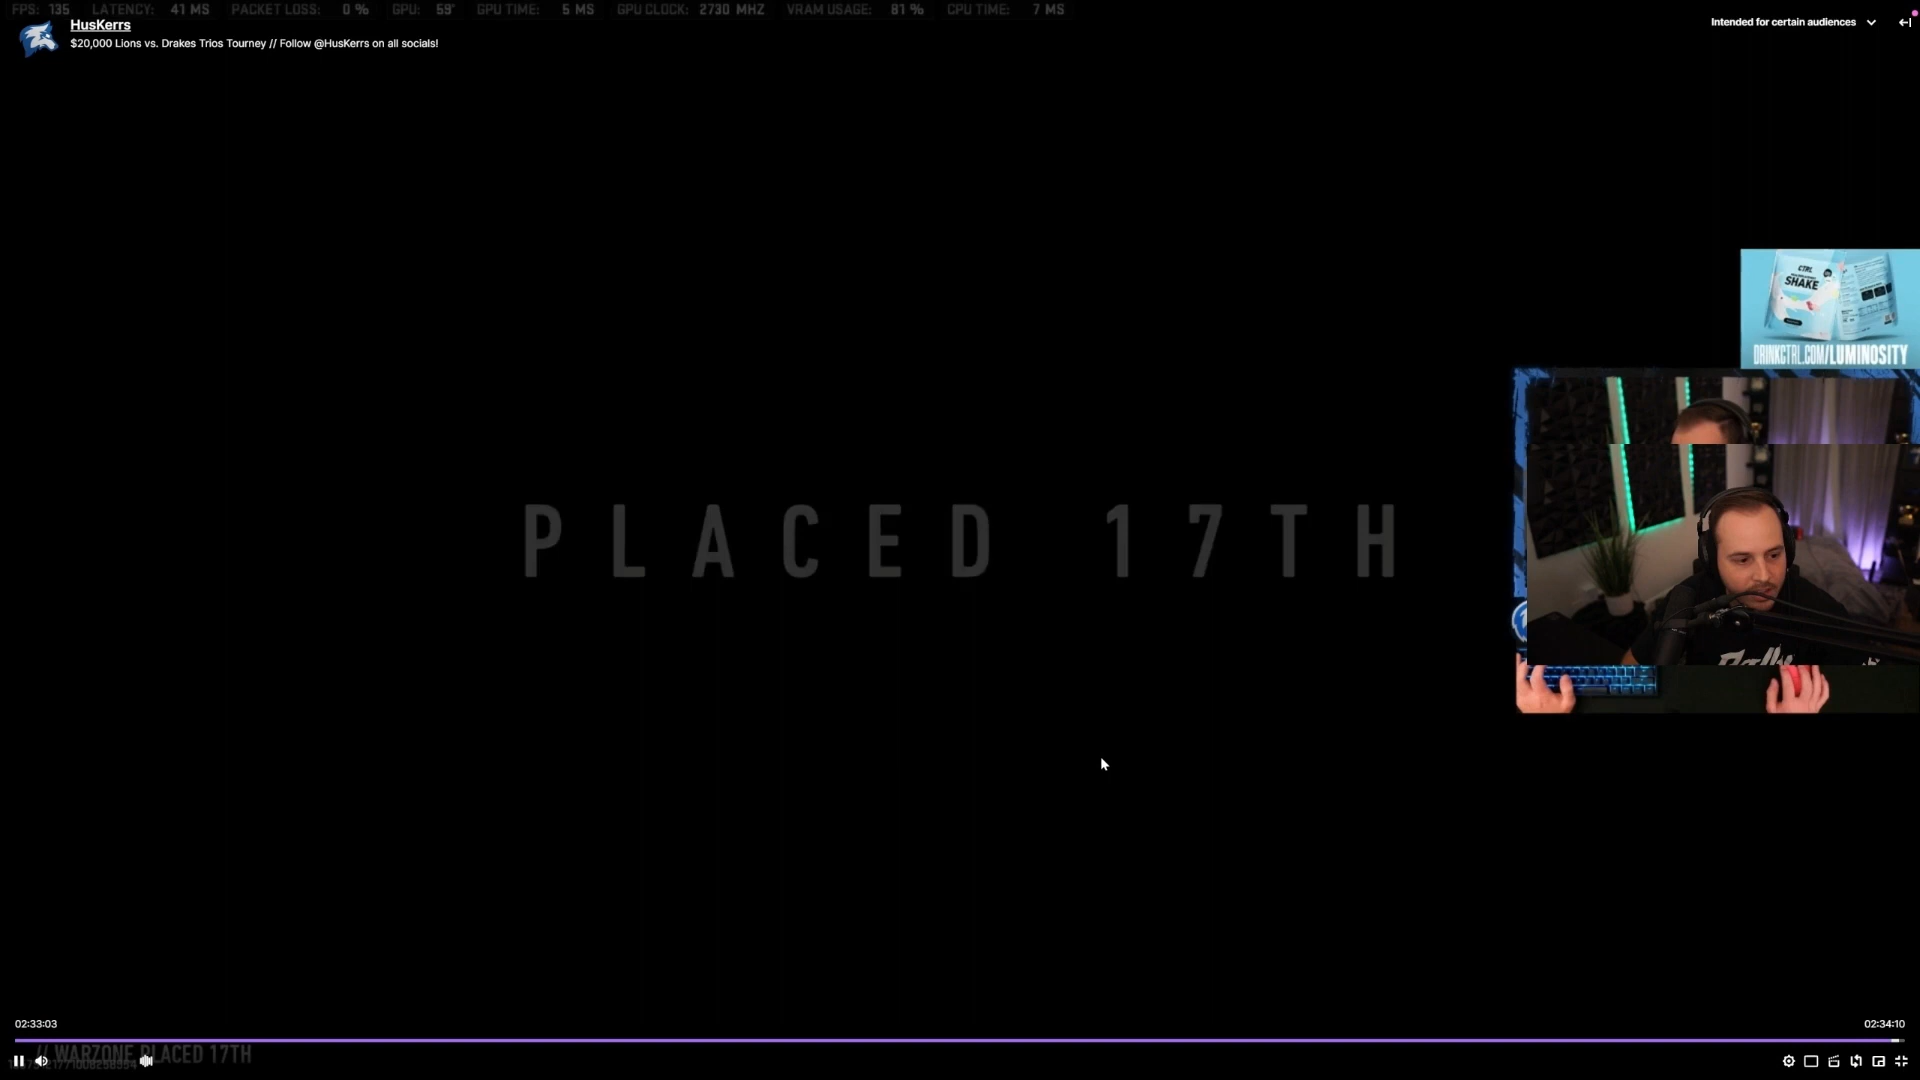 FPS: 135 LATENCY: 41 MS PACKET LOSS: 0 % GPU: 59° GPU TIME: 5 MS GPU CLOCK: 2730 MHZ VRAM USAGE: 81 % CPU TIME: 7 MS
HusKerrs
$20,000 Lions vs. Drakes Trios Tourney // Follow @HusKerrs on all socials!
Intended for certain audiences
CTRL
SHAKE
DRINKCTRL.COM/LUMINOSITY
PLACED 17TH
02:33:03
02:34:10
// WARZONE PLACED 17TH